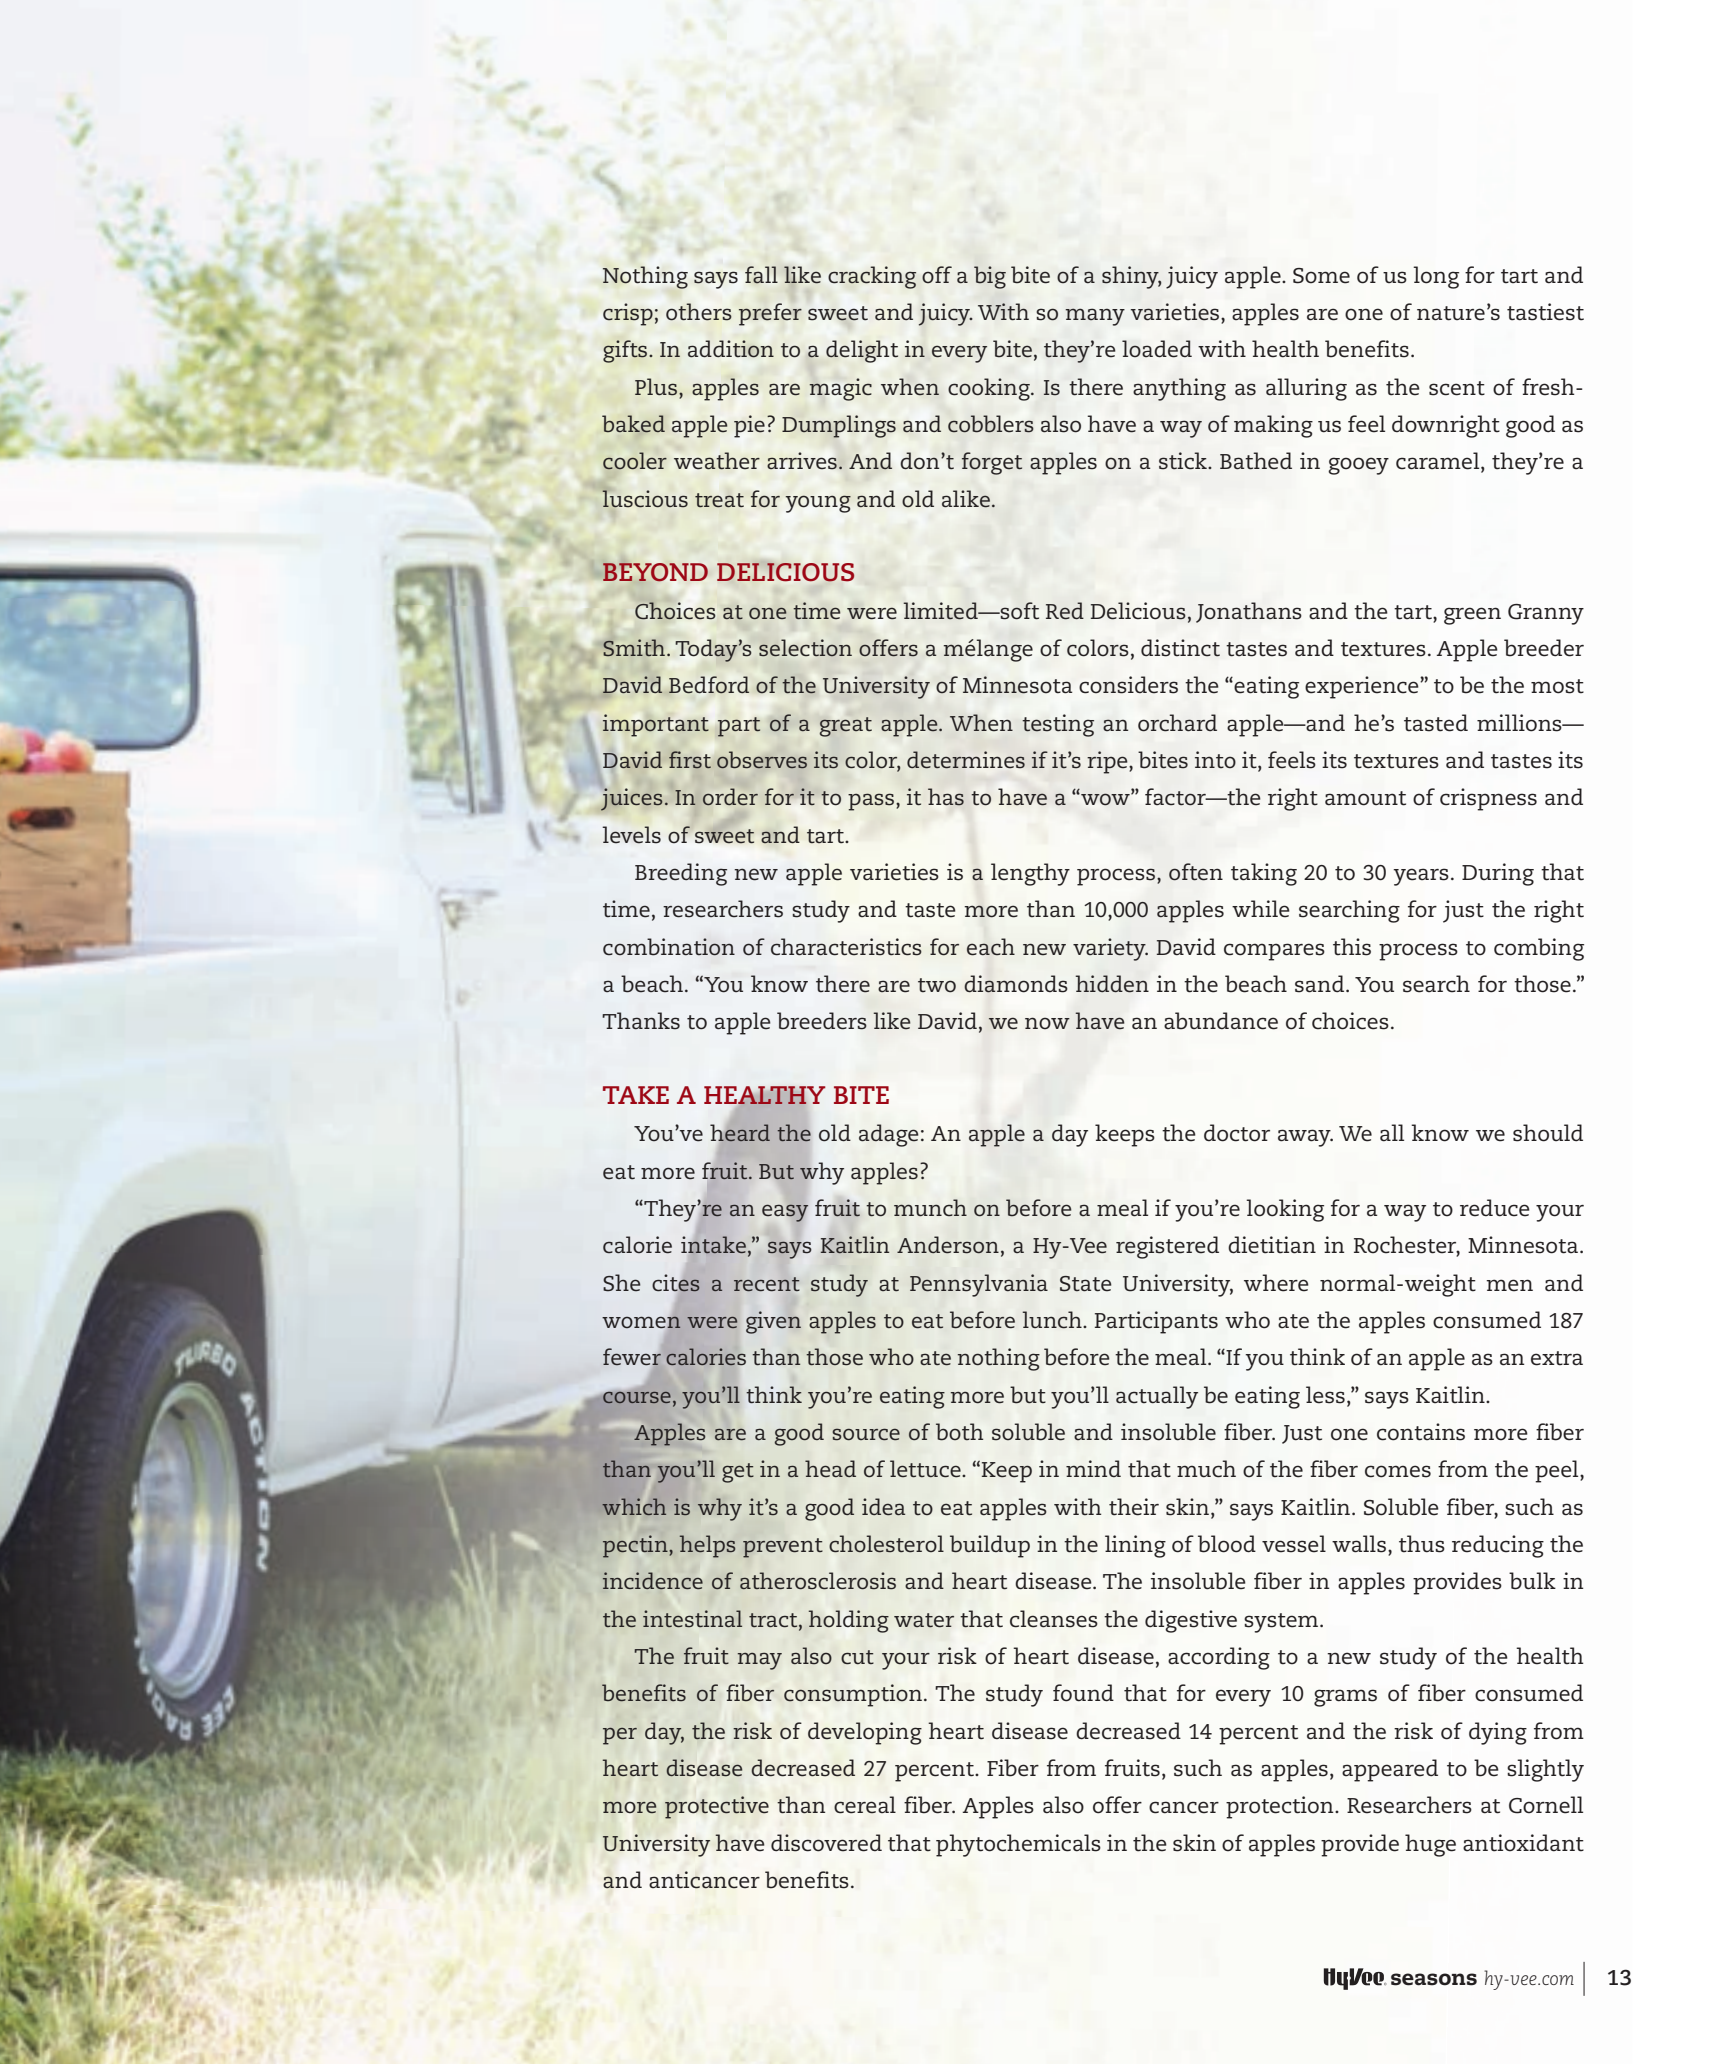 Nothing says fall like cracking off a big bite of a shiny, juicy apple. Some of us long for tart and
crisp; others prefer sweet and juicy. With so many varieties, apples are one of nature’s tastiest
gifts. In addition to a delight in every bite, they’re loaded with health benefits.
Plus, apples are magic when cooking. Is there anything as alluring as the scent of fresh-
baked apple pie? Dumplings and cobblers also have a way of making us feel downright good as
cooler weather arrives. And don’t forget apples on a stick. Bathed in gooey caramel, they’re a
luscious treat for young and old alike.
BEYOND DELICIOUS
Choices at one time were limited—soft Red Delicious, Jonathans and the tart, green Granny
Smith. Today’s selection offers a mélange of colors, distinct tastes and textures. Apple breeder
David Bedford of the University of Minnesota considers the “eating experience” to be the most
important part of a great apple. When testing an orchard apple—and he’s tasted millions—
David first observes its color, determines if it’s ripe, bites into it, feels its textures and tastes its
juices. In order for it to pass, it has to have a “wow” factor—the right amount of crispness and
levels of sweet and tart.
Breeding new apple varieties is a lengthy process, often taking 20 to 30 years. During that
time, researchers study and taste more than 10,000 apples while searching for just the right
combination of characteristics for each new variety. David compares this process to combing
a beach. “You know there are two diamonds hidden in the beach sand. You search for those.”
Thanks to apple breeders like David, we now have an abundance of choices.
TAKE A HEALTHY BITE
You’ve heard the old adage: An apple a day keeps the doctor away. We all know we should
eat more fruit. But why apples?
“They’re an easy fruit to munch on before a meal if you’re looking for a way to reduce your
calorie intake,” says Kaitlin Anderson, a Hy-Vee registered dietitian in Rochester, Minnesota.
She cites a recent study at Pennsylvania State University, where normal-weight men and
women were given apples to eat before lunch. Participants who ate the apples consumed 187
fewer calories than those who ate nothing before the meal. “If you think of an apple as an extra
course, you’ll think you’re eating more but you’ll actually be eating less,” says Kaitlin.
Apples are a good source of both soluble and insoluble fiber. Just one contains more fiber
than you’ll get in a head of lettuce. “Keep in mind that much of the fiber comes from the peel,
which is why it’s a good idea to eat apples with their skin,” says Kaitlin. Soluble fiber, such as
pectin, helps prevent cholesterol buildup in the lining of blood vessel walls, thus reducing the
incidence of atherosclerosis and heart disease. The insoluble fiber in apples provides bulk in
the intestinal tract, holding water that cleanses the digestive system.
The fruit may also cut your risk of heart disease, according to a new study of the health
benefits of fiber consumption. The study found that for every 10 grams of fiber consumed
per day, the risk of developing heart disease decreased 14 percent and the risk of dying from
heart disease decreased 27 percent. Fiber from fruits, such as apples, appeared to be slightly
more protective than cereal fiber. Apples also offer cancer protection. Researchers at Cornell
University have discovered that phytochemicals in the skin of apples provide huge antioxidant
and anticancer benefits.
TURBO ACTION
HyVee seasons hy-vee.com 13